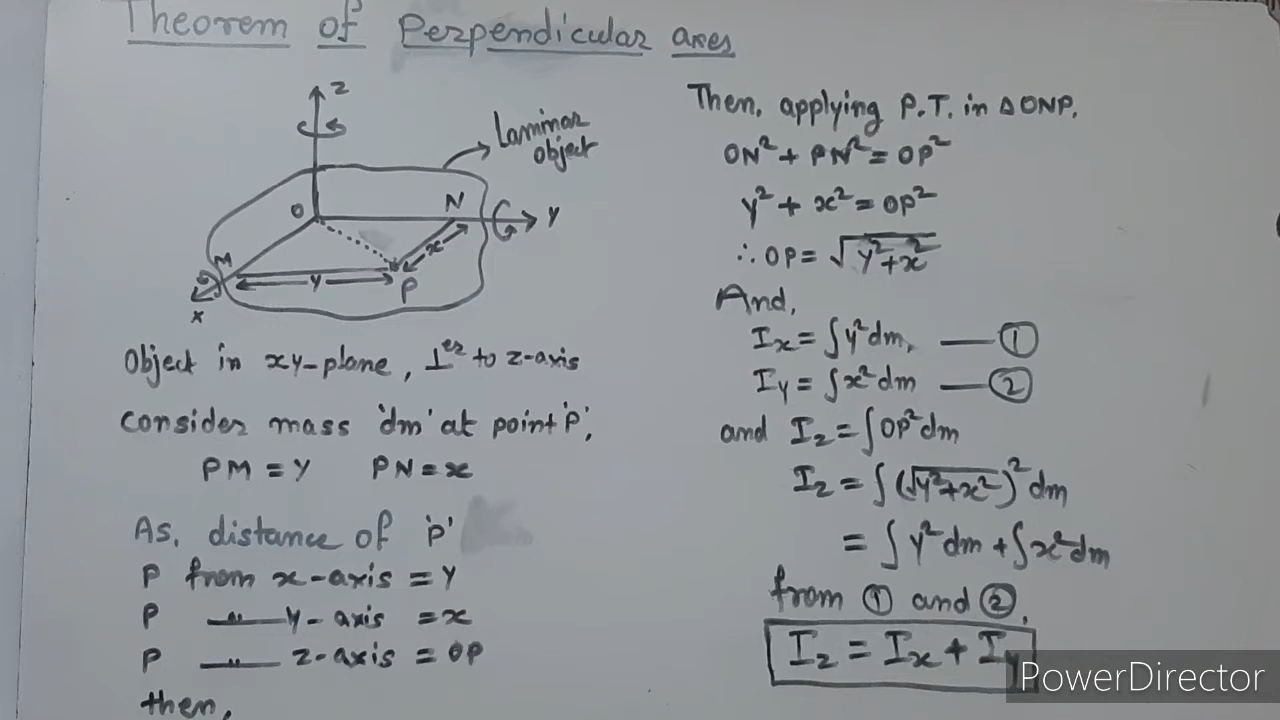 Theorem of Perpendicular axes
Z
Laminar
object
O
N
Y
M
x
y
P
x
Object in xy-plane, ⊥er to z-axis
Consider mass 'dm' at point 'P',
PM = y PN = x
As, distance of 'P'
P from x-axis = y
P —"— y-axis = x
P —"— z-axis = OP
then,
Then, applying P.T. in △ONP,
ON² + PN² = OP²
y² + x² = OP²
∴ OP = √y²+x²
And,
Ix = ∫y²dm, — ①
Iy = ∫x²dm — ②
and Iz = ∫OP²dm
Iz = ∫(√y²+x²)²dm
= ∫y²dm + ∫x²dm
from ① and ②,
Iz = Ix + Iy
PowerDirector